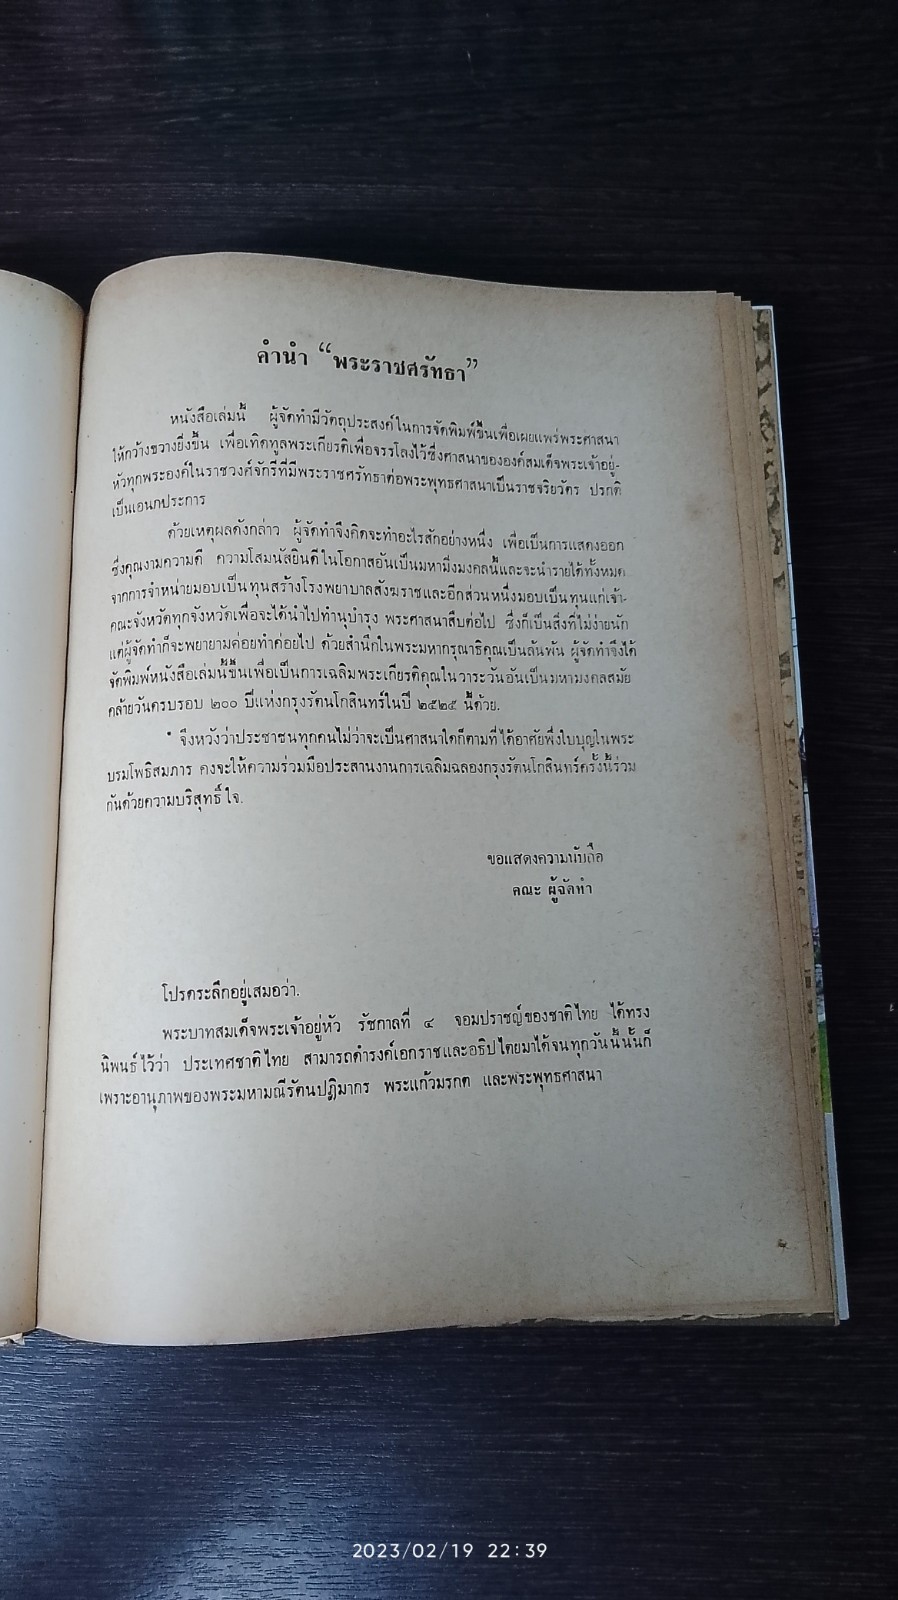 คำนำ “พระราชศรัทธา”
หนังสือเล่มนี้ ผู้จัดทำมีวัตถุประสงค์ในการจัดพิมพ์ขึ้นเพื่อเผยแพร่พระศาสนา
ให้กว้างขวางยิ่งขึ้น เพื่อเทิดทูลพระเกียรติเพื่อจรรโลงไว้ซึ่งศาสนาขององค์สมเด็จพระเจ้าอยู่-
หัวทุกพระองค์ในราชวงศ์จักรีที่มีพระราชศรัทธาต่อพระพุทธศาสนาเป็นราชจริยวัตร ปรกติ
เป็นเอนกประการ
ด้วยเหตุผลดังกล่าว ผู้จัดทำจึงคิดจะทำอะไรสักอย่างหนึ่ง เพื่อเป็นการแสดงออก
ซึ่งคุณงามความดี ความโสมนัสยินดีในโอกาสอันเป็นมหามิ่งมงคลนี้และจะนำรายได้ทั้งหมด
จากการจำหน่ายมอบเป็นทุนสร้างโรงพยาบาลสังฆราชและอีกส่วนหนึ่งมอบเป็นทุนแก่เจ้า-
คณะจังหวัดทุกจังหวัดเพื่อจะได้นำไปทำนุบำรุง พระศาสนาสืบต่อไป ซึ่งก็เป็นสิ่งที่ไม่ง่ายนัก
แต่ผู้จัดทำก็จะพยายามค่อยทำค่อยไป ด้วยสำนึกในพระมหากรุณาธิคุณเป็นล้นพ้น ผู้จัดทำจึงได้
จัดพิมพ์หนังสือเล่มนี้ขึ้นเพื่อเป็นการเฉลิมพระเกียรติคุณในวาระวันอันเป็นมหามงคลสมัย
คล้ายวันครบรอบ ๒๐๐ ปีแห่งกรุงรัตนโกสินทร์ในปี ๒๕๒๕ นี้ด้วย.
จึงหวังว่าประชาชนทุกคนไม่ว่าจะเป็นศาสนาใดก็ตามที่ได้อาศัยพึ่งใบบุญในพระ
บรมโพธิสมภาร คงจะให้ความร่วมมือประสานงานการเฉลิมฉลองกรุงรัตนโกสินทร์ครั้งนี้ร่วม
กันด้วยความบริสุทธิ์ใจ.
ขอแสดงความนับถือ
คณะ ผู้จัดทำ
โปรดระลึกอยู่เสมอว่า.
พระบาทสมเด็จพระเจ้าอยู่หัว รัชกาลที่ ๔ จอมปราชญ์ของชาติไทย ได้ทรง
นิพนธ์ไว้ว่า ประเทศชาติไทย สามารถดำรงค์เอกราชและอธิปไตยมาได้จนทุกวันนี้นั้นก็
เพราะอานุภาพของพระมหามณีรัตนปฏิมากร พระแก้วมรกต และพระพุทธศาสนา
2023/02/19 22:39